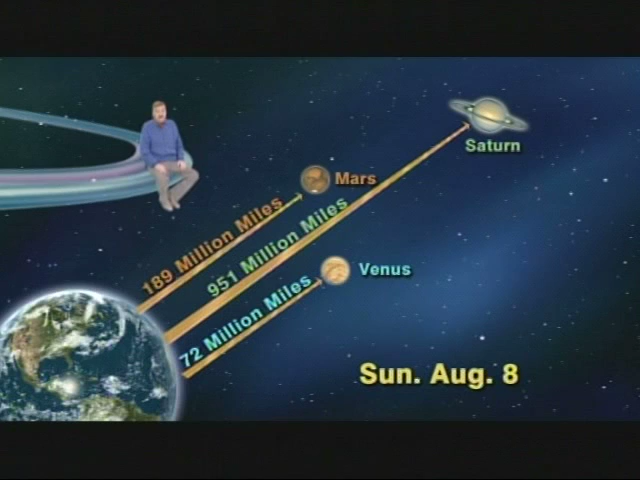 Saturn
Mars
189 Million Miles
951 Million Miles
Venus
72 Million Miles
Sun. Aug. 8